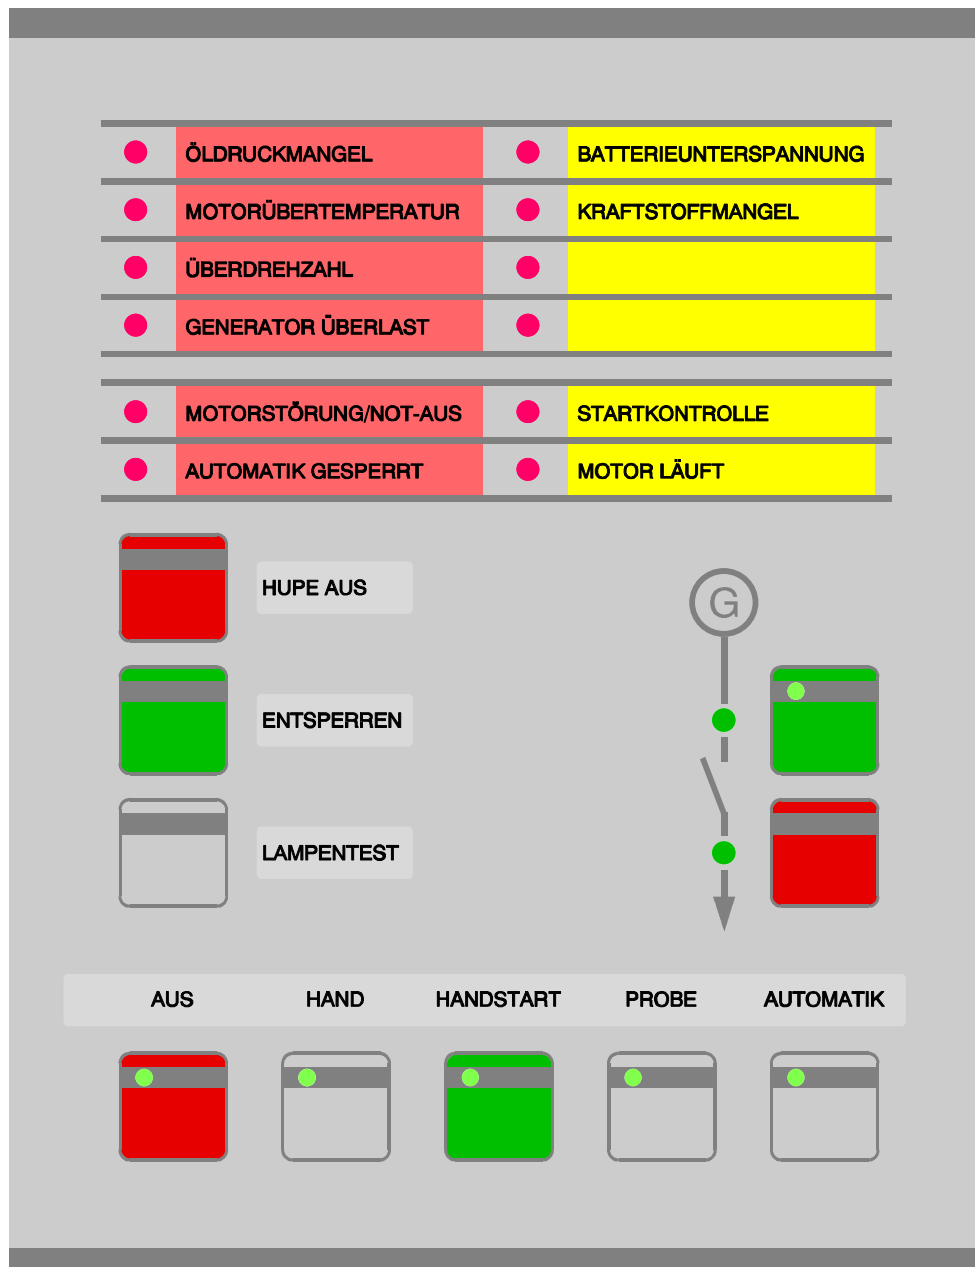 ÖLDRUCKMANGEL BATTERIEUNTERSPANNUNG
MOTORÜBERTEMPERATUR KRAFTSTOFFMANGEL
ÜBERDREHZAHL
GENERATOR ÜBERLAST
MOTORSTÖRUNG/NOT-AUS STARTKONTROLLE
AUTOMATIK GESPERRT MOTOR LÄUFT
HUPE AUS
G
ENTSPERREN
LAMPENTEST
AUS HAND HANDSTART PROBE AUTOMATIK